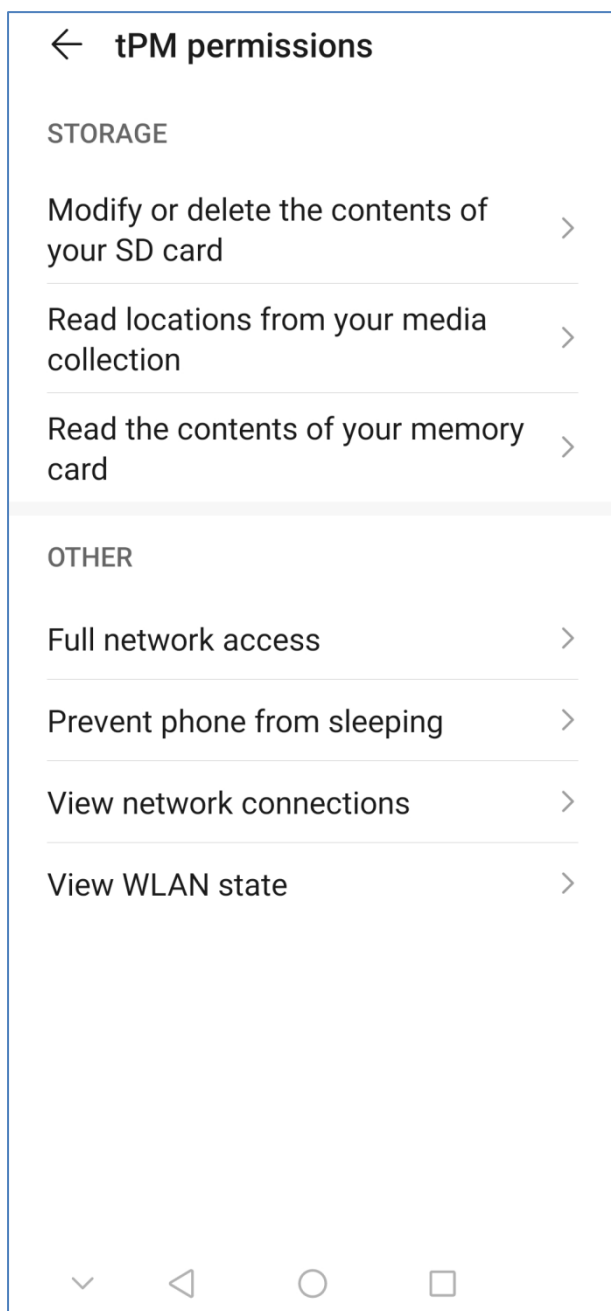 tPM permissions
STORAGE
Modify or delete the contents of
your SD card
Read locations from your media
collection
Read the contents of your memory
card
OTHER
Full network access
Prevent phone from sleeping
View network connections
View WLAN state